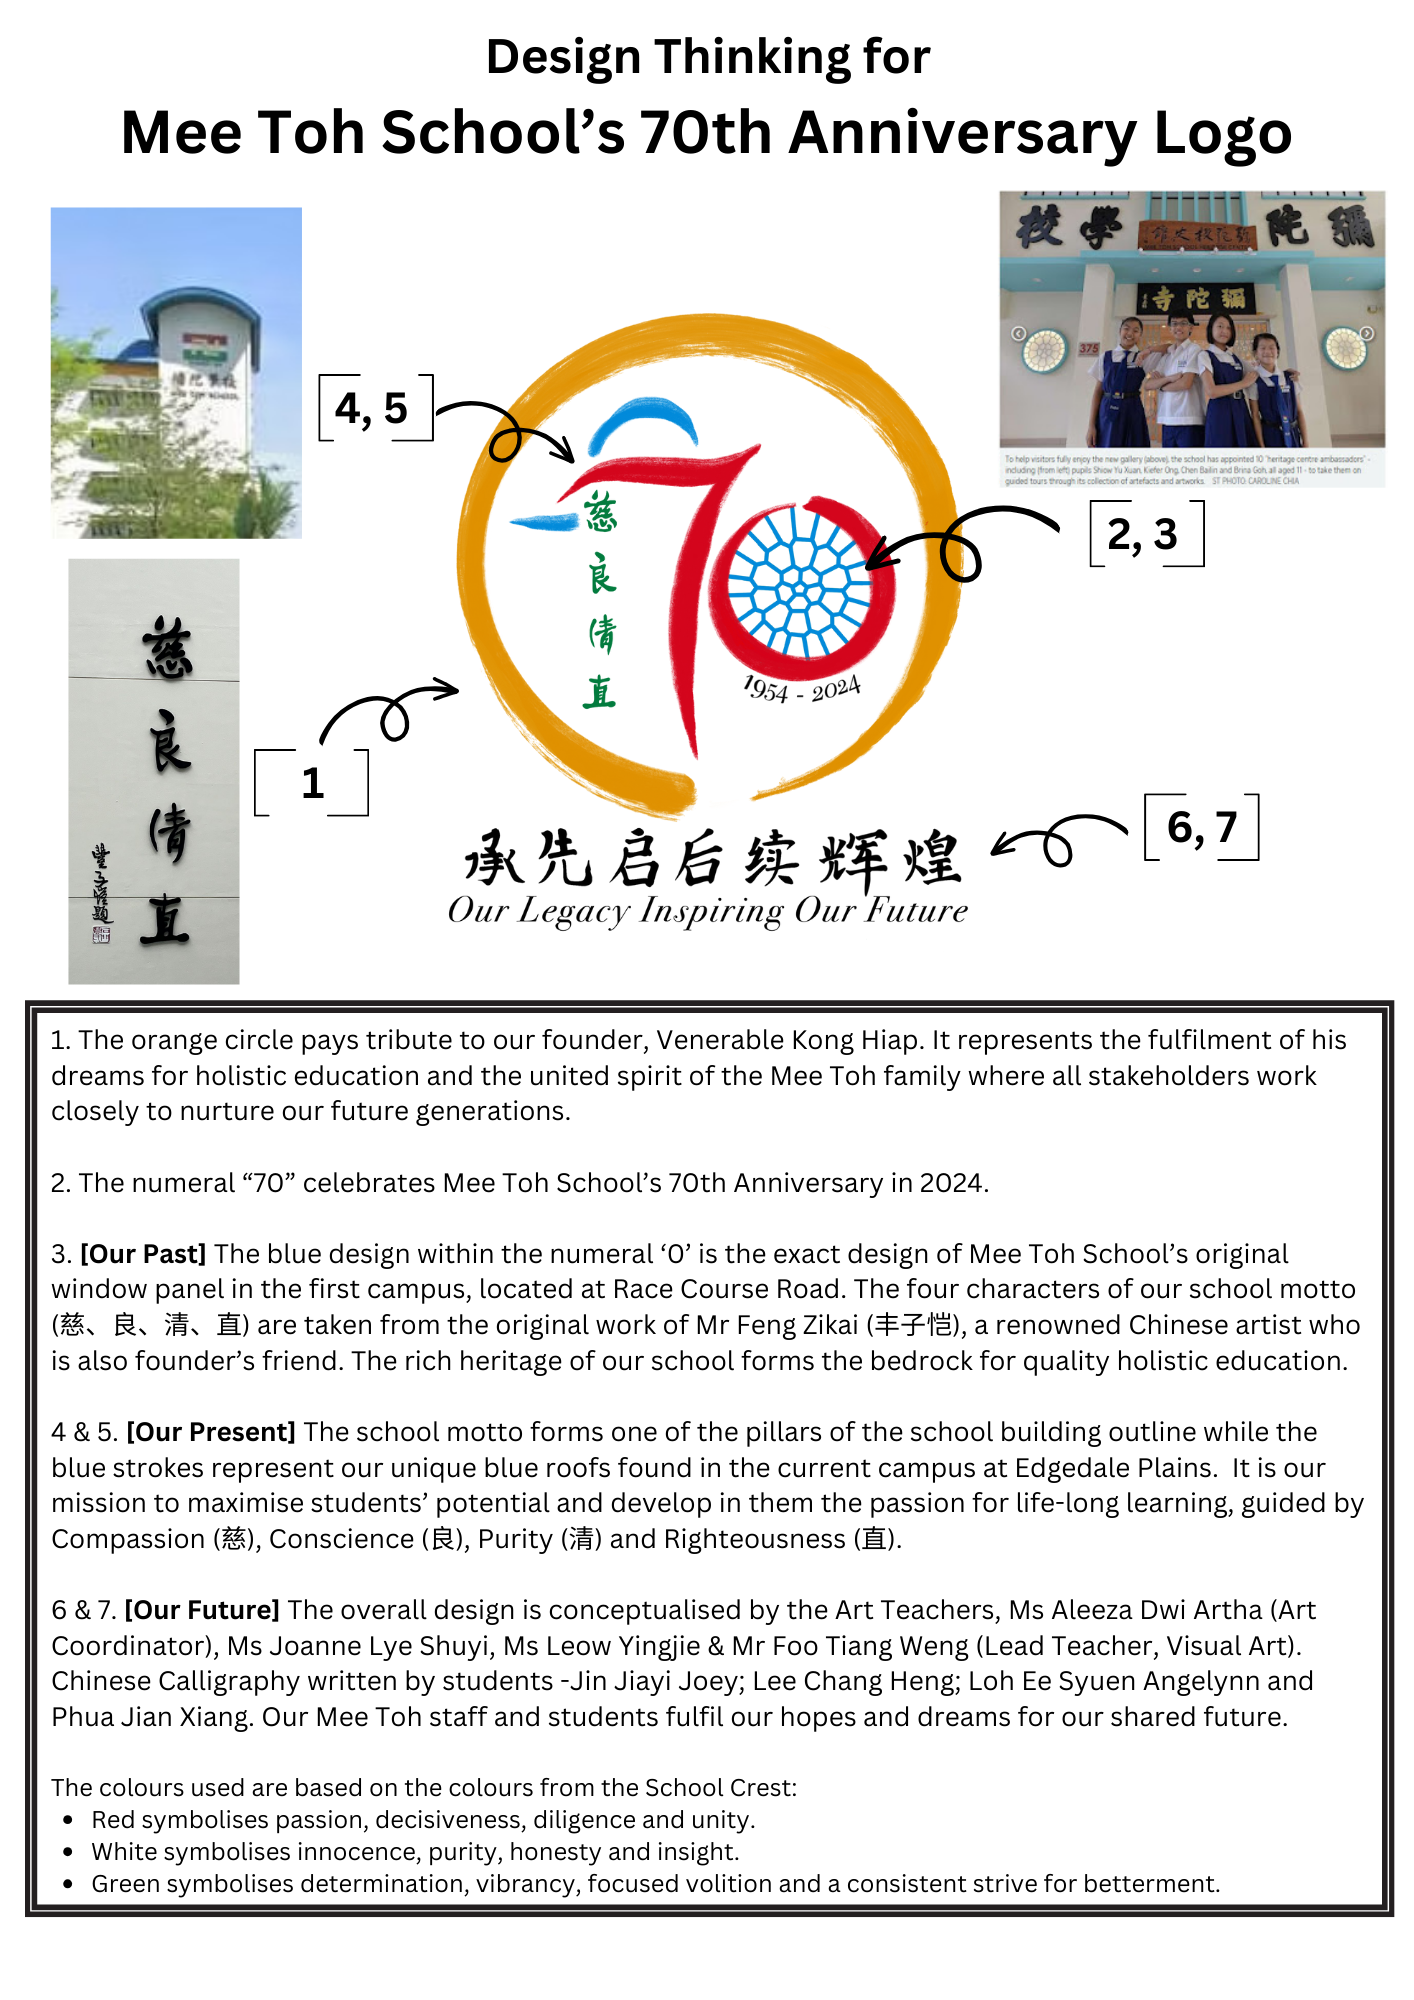 Design Thinking for
Mee Toh School’s 70th Anniversary Logo
彌陀學校
MEE TOH SCHOOL
校學陀彌
寺陀彌
375
To help visitors fully enjoy the new gallery (above), the school has appointed 10 "heritage centre ambassadors" -
including (from left) pupils Shiow Yu Xuan, Kiefer Ong, Chen Bailin and Brina Goh, all aged 11 - to take them on
guided tours through its collection of artefacts and artworks. ST PHOTO: CAROLINE CHIA
4, 5
2, 3
慈
良
清
直
70
慈
良
清
直
1954 - 2024
1
6, 7
承先启后续辉煌
Our Legacy Inspiring Our Future
1. The orange circle pays tribute to our founder, Venerable Kong Hiap. It represents the fulfilment of his
dreams for holistic education and the united spirit of the Mee Toh family where all stakeholders work
closely to nurture our future generations.
2. The numeral “70” celebrates Mee Toh School’s 70th Anniversary in 2024.
3. [Our Past] The blue design within the numeral ‘0’ is the exact design of Mee Toh School’s original
window panel in the first campus, located at Race Course Road. The four characters of our school motto
(慈、良、清、直) are taken from the original work of Mr Feng Zikai (丰子恺), a renowned Chinese artist who
is also founder’s friend. The rich heritage of our school forms the bedrock for quality holistic education.
4 & 5. [Our Present] The school motto forms one of the pillars of the school building outline while the
blue strokes represent our unique blue roofs found in the current campus at Edgedale Plains. It is our
mission to maximise students’ potential and develop in them the passion for life-long learning, guided by
Compassion (慈), Conscience (良), Purity (清) and Righteousness (直).
6 & 7. [Our Future] The overall design is conceptualised by the Art Teachers, Ms Aleeza Dwi Artha (Art
Coordinator), Ms Joanne Lye Shuyi, Ms Leow Yingjie & Mr Foo Tiang Weng (Lead Teacher, Visual Art).
Chinese Calligraphy written by students -Jin Jiayi Joey; Lee Chang Heng; Loh Ee Syuen Angelynn and
Phua Jian Xiang. Our Mee Toh staff and students fulfil our hopes and dreams for our shared future.
The colours used are based on the colours from the School Crest:
• Red symbolises passion, decisiveness, diligence and unity.
• White symbolises innocence, purity, honesty and insight.
• Green symbolises determination, vibrancy, focused volition and a consistent strive for betterment.